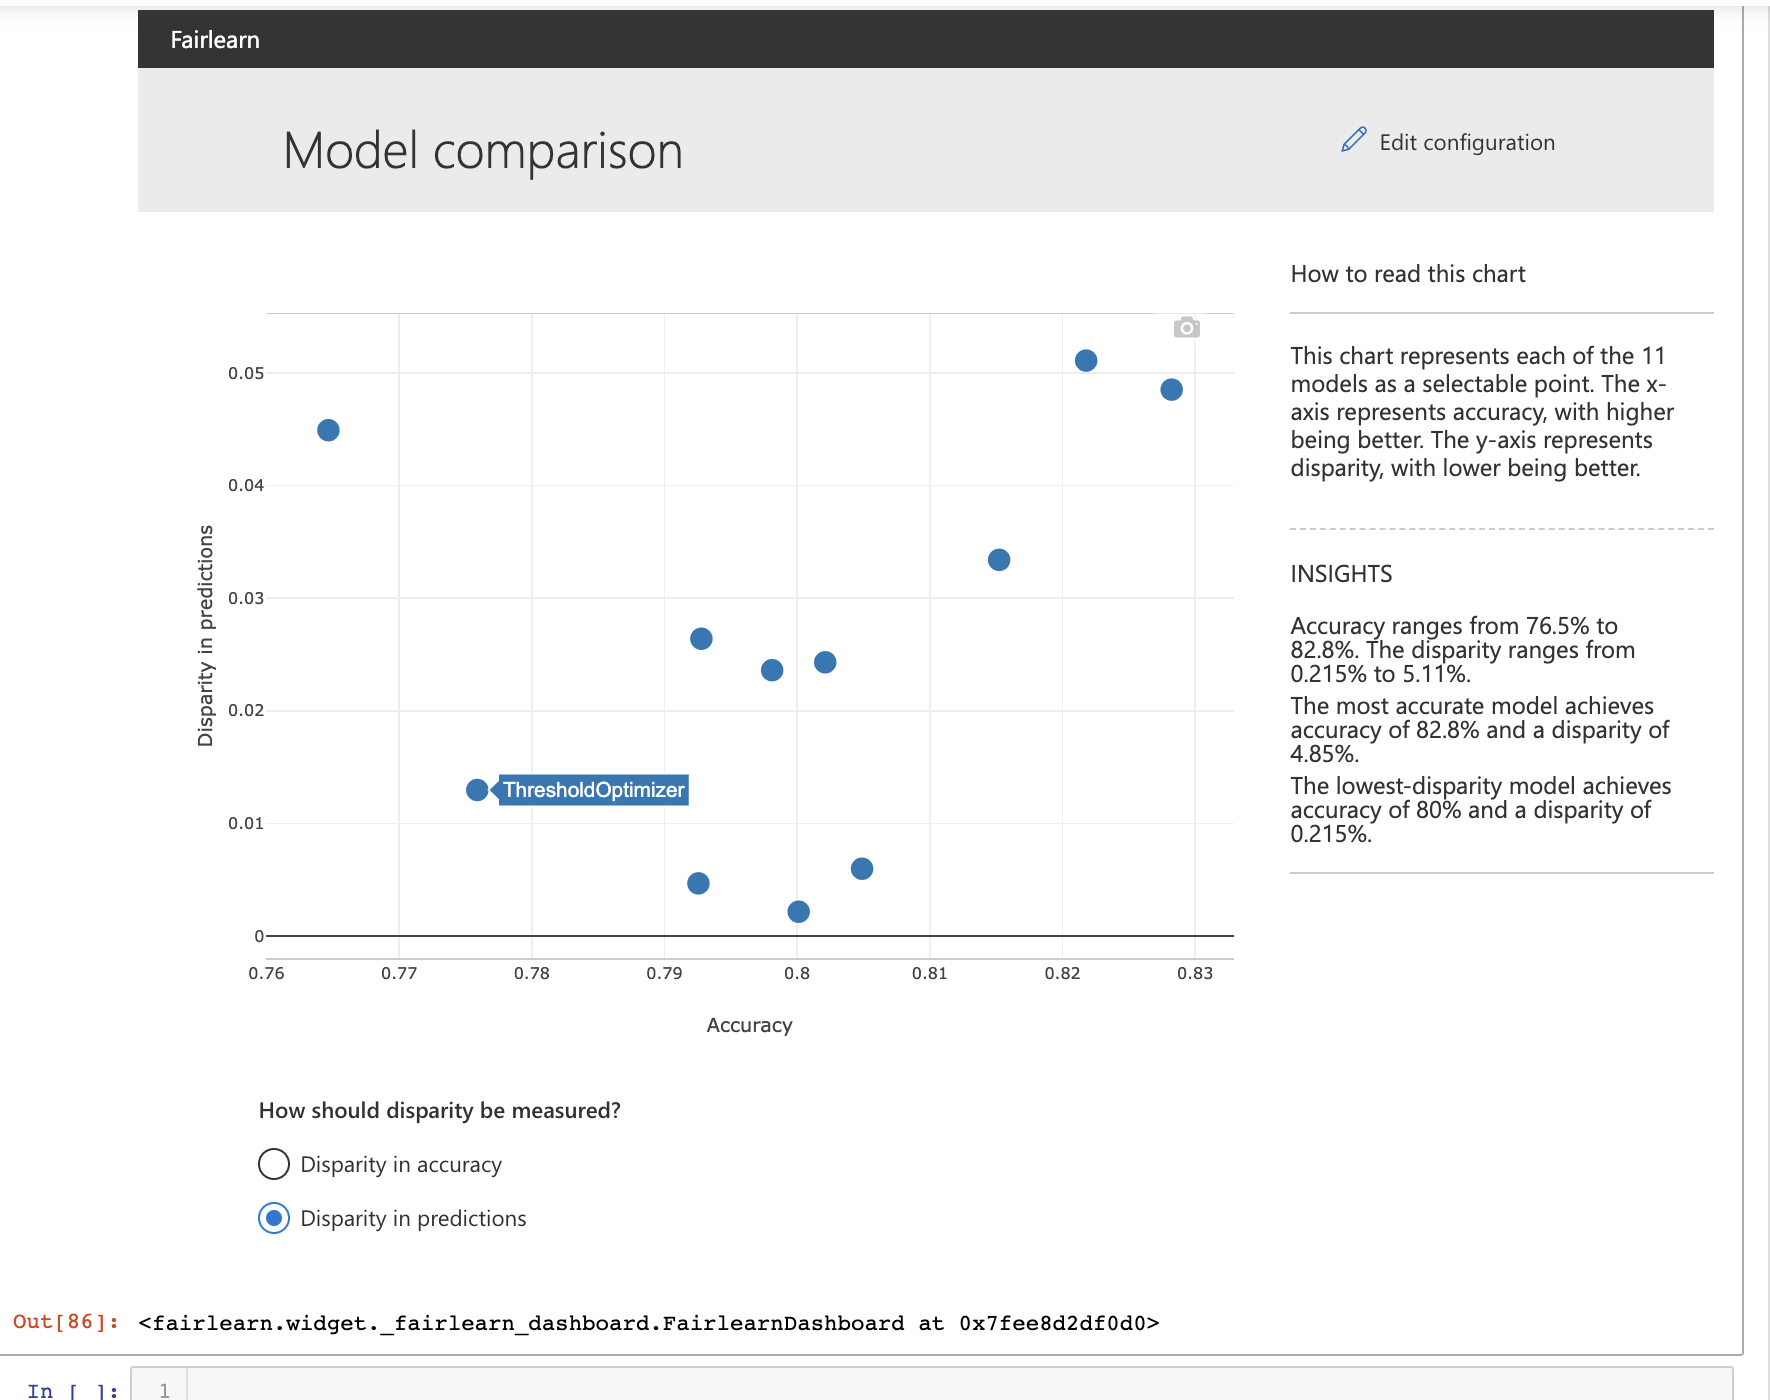 Fairlearn
Model comparison
Edit configuration
How to read this chart
This chart represents each of the 11
models as a selectable point. The x-
axis represents accuracy, with higher
being better. The y-axis represents
disparity, with lower being better.
INSIGHTS
Accuracy ranges from 76.5% to
82.8%. The disparity ranges from
0.215% to 5.11%.
The most accurate model achieves
accuracy of 82.8% and a disparity of
4.85%.
The lowest-disparity model achieves
accuracy of 80% and a disparity of
0.215%.
Disparity in predictions
0.05
0.04
0.03
0.02
0.01
0
ThresholdOptimizer
0.76 0.77 0.78 0.79 0.8 0.81 0.82 0.83
Accuracy
How should disparity be measured?
Disparity in accuracy
Disparity in predictions
Out[86]: <fairlearn.widget._fairlearn_dashboard.FairlearnDashboard at 0x7fee8d2df0d0>
In [ ]: 1